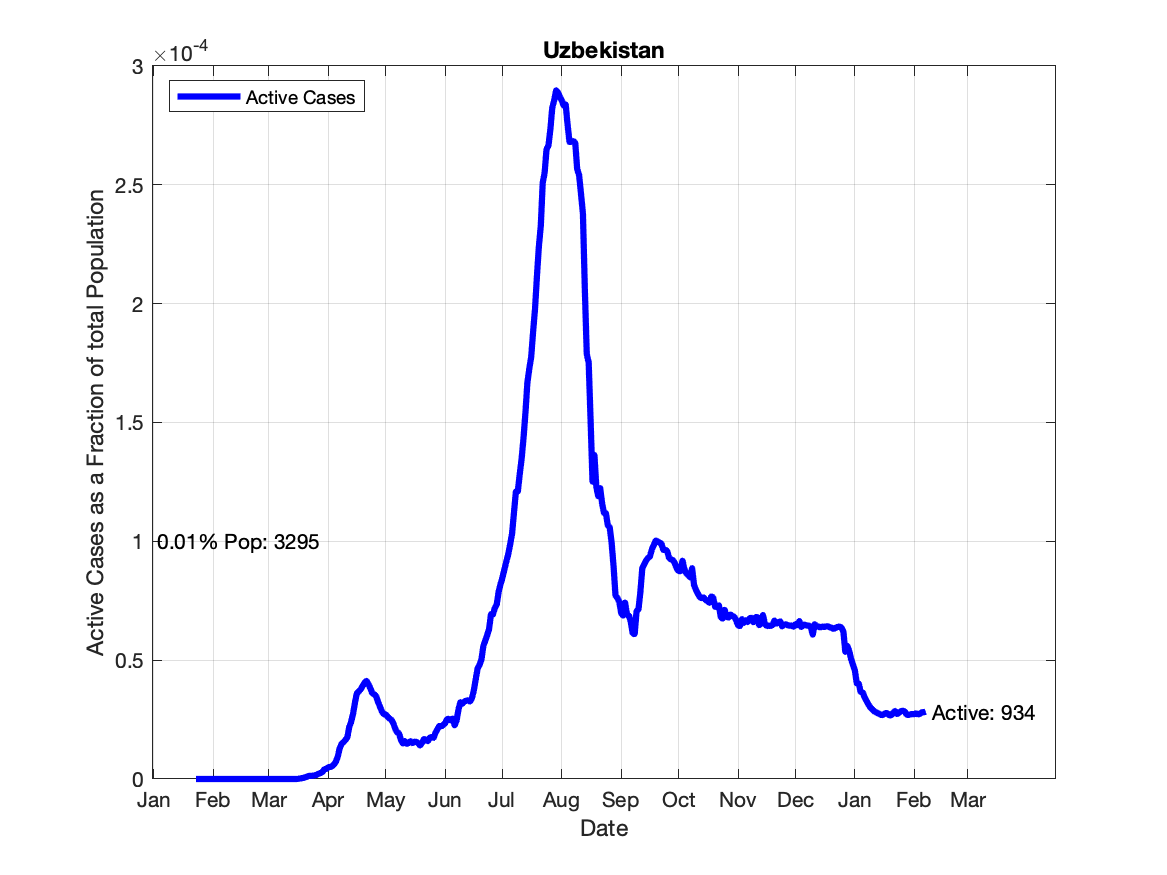 Uzbekistan
×10⁻⁴
Active Cases
3
2.5
2
1.5
1
0.5
0
0.01% Pop: 3295
Active: 934
Active Cases as a Fraction of total Population
Jan Feb Mar Apr May Jun Jul Aug Sep Oct Nov Dec Jan Feb Mar
Date